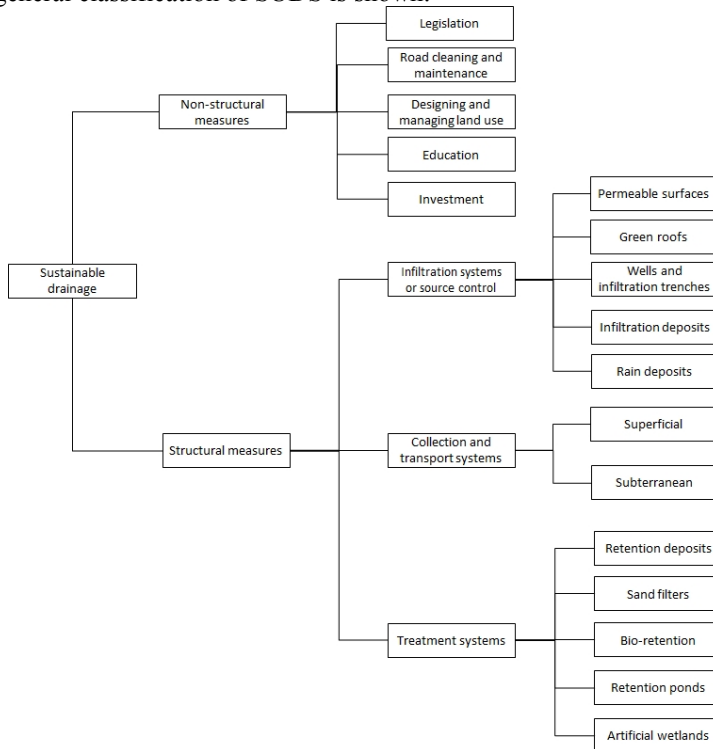 general classification of SUDS is shown.
Legislation
Road cleaning and
maintenance
Non-structural
measures
Designing and
managing land use
Education
Investment
Permeable surfaces
Green roofs
Sustainable
drainage
Infiltration systems
or source control
Wells and
infiltration trenches
Infiltration deposits
Rain deposits
Superficial
Structural measures
Collection and
transport systems
Subterranean
Retention deposits
Sand filters
Treatment systems
Bio-retention
Retention ponds
Artificial wetlands